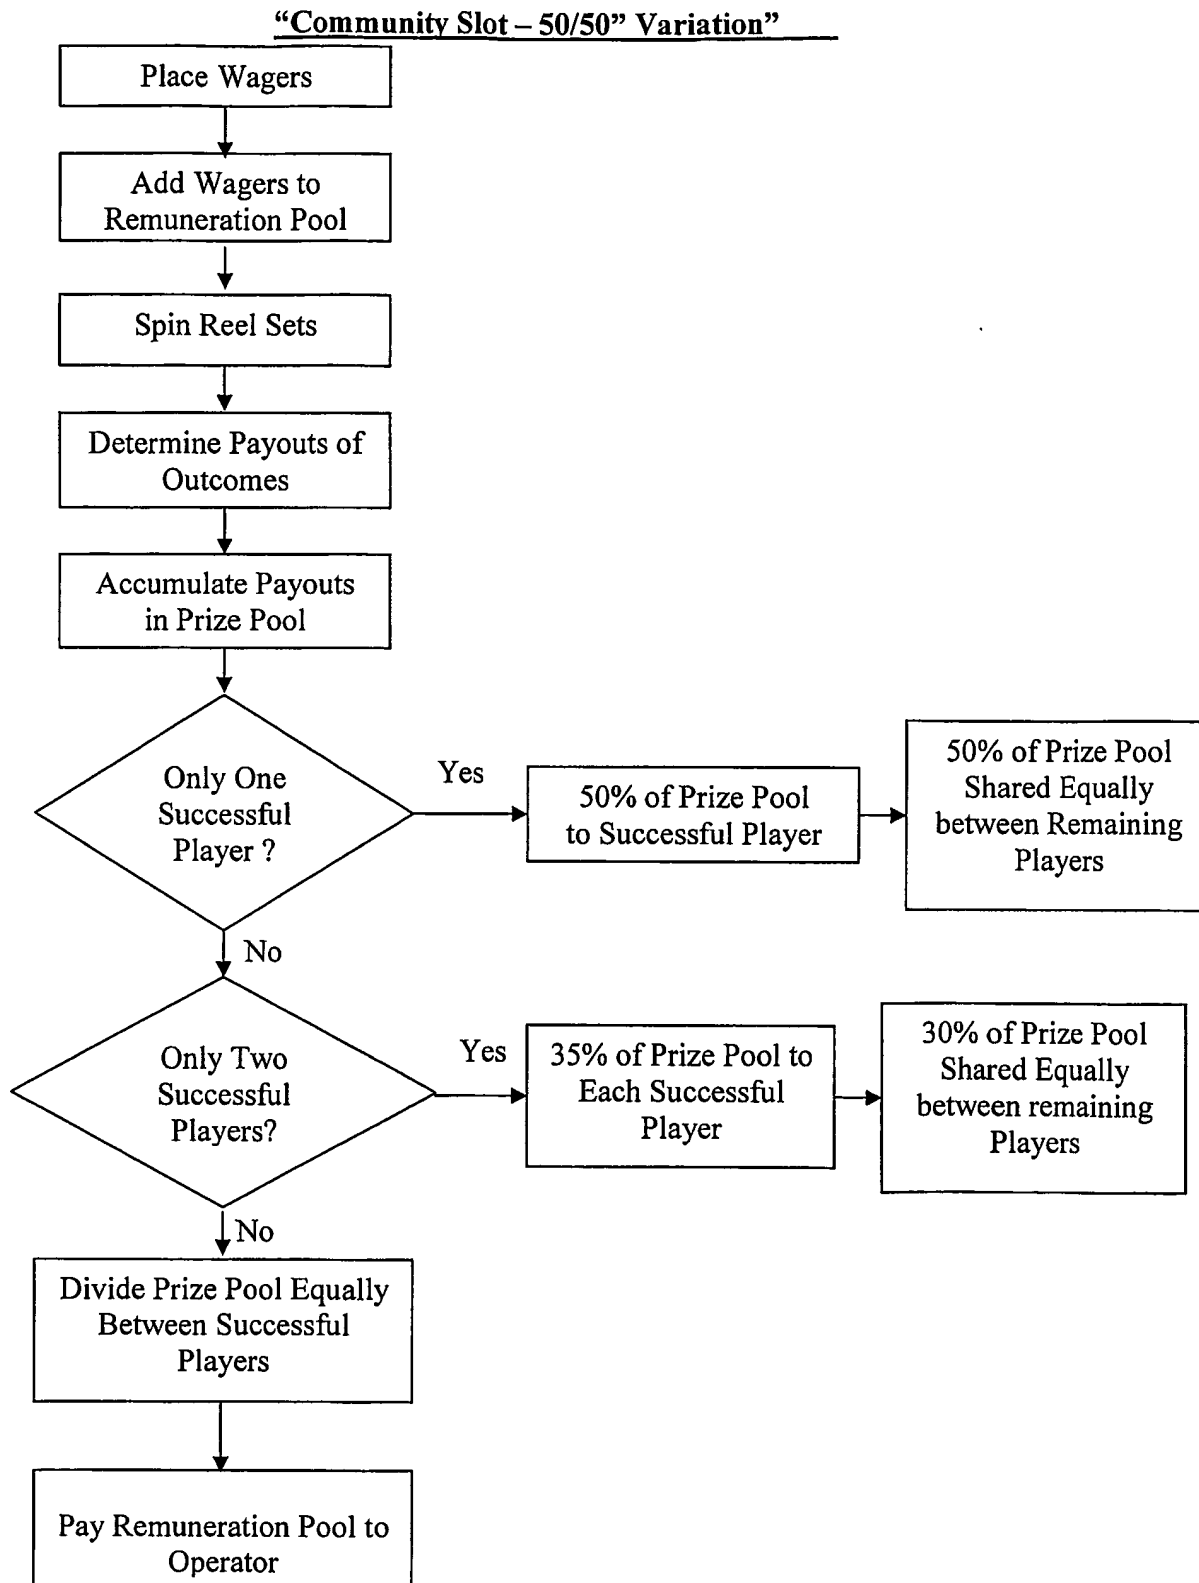 “Community Slot – 50/50” Variation”
Place Wagers
Add Wagers to
Remuneration Pool
Spin Reel Sets
Determine Payouts of
Outcomes
Accumulate Payouts
in Prize Pool
Only One
Successful
Player ?
Yes
50% of Prize Pool
to Successful Player
50% of Prize Pool
Shared Equally
between Remaining
Players
No
Only Two
Successful
Players?
Yes
35% of Prize Pool to
Each Successful
Player
30% of Prize Pool
Shared Equally
between remaining
Players
No
Divide Prize Pool Equally
Between Successful
Players
Pay Remuneration Pool to
Operator